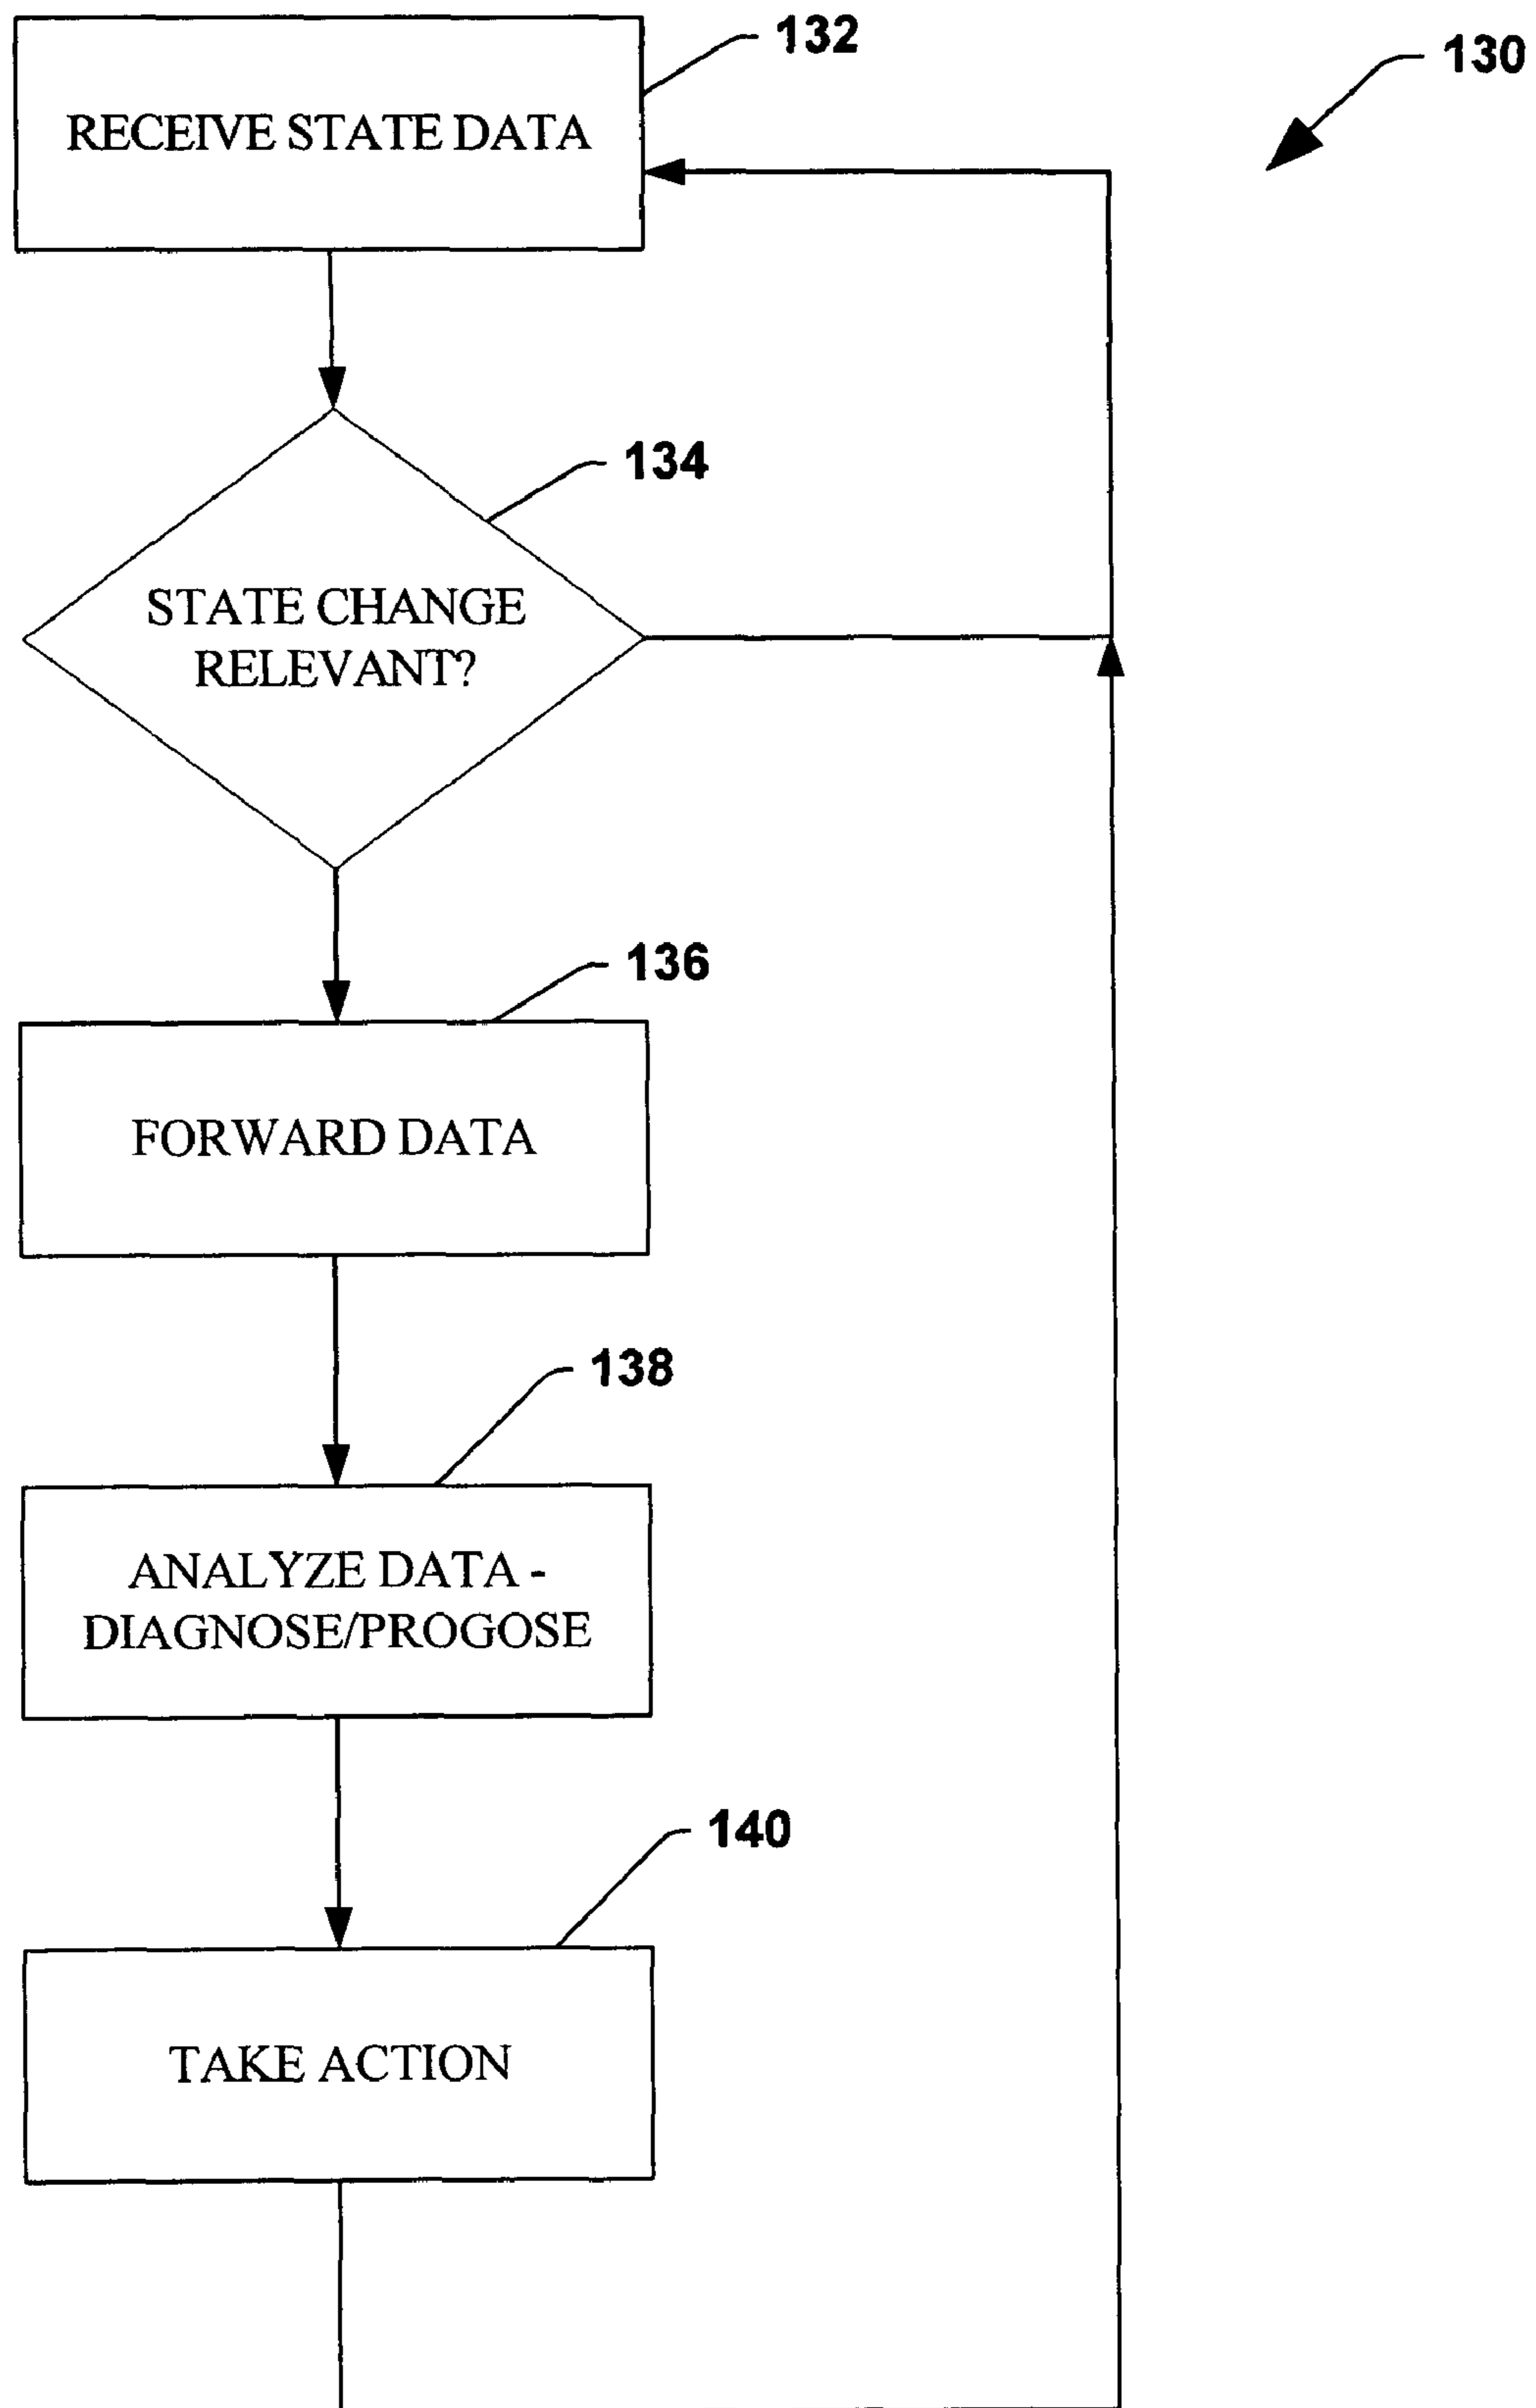 132
130
RECEIVE STATE DATA
134
STATE CHANGE
RELEVANT?
136
FORWARD DATA
138
ANALYZE DATA -
DIAGNOSE/PROGOSE
140
TAKE ACTION